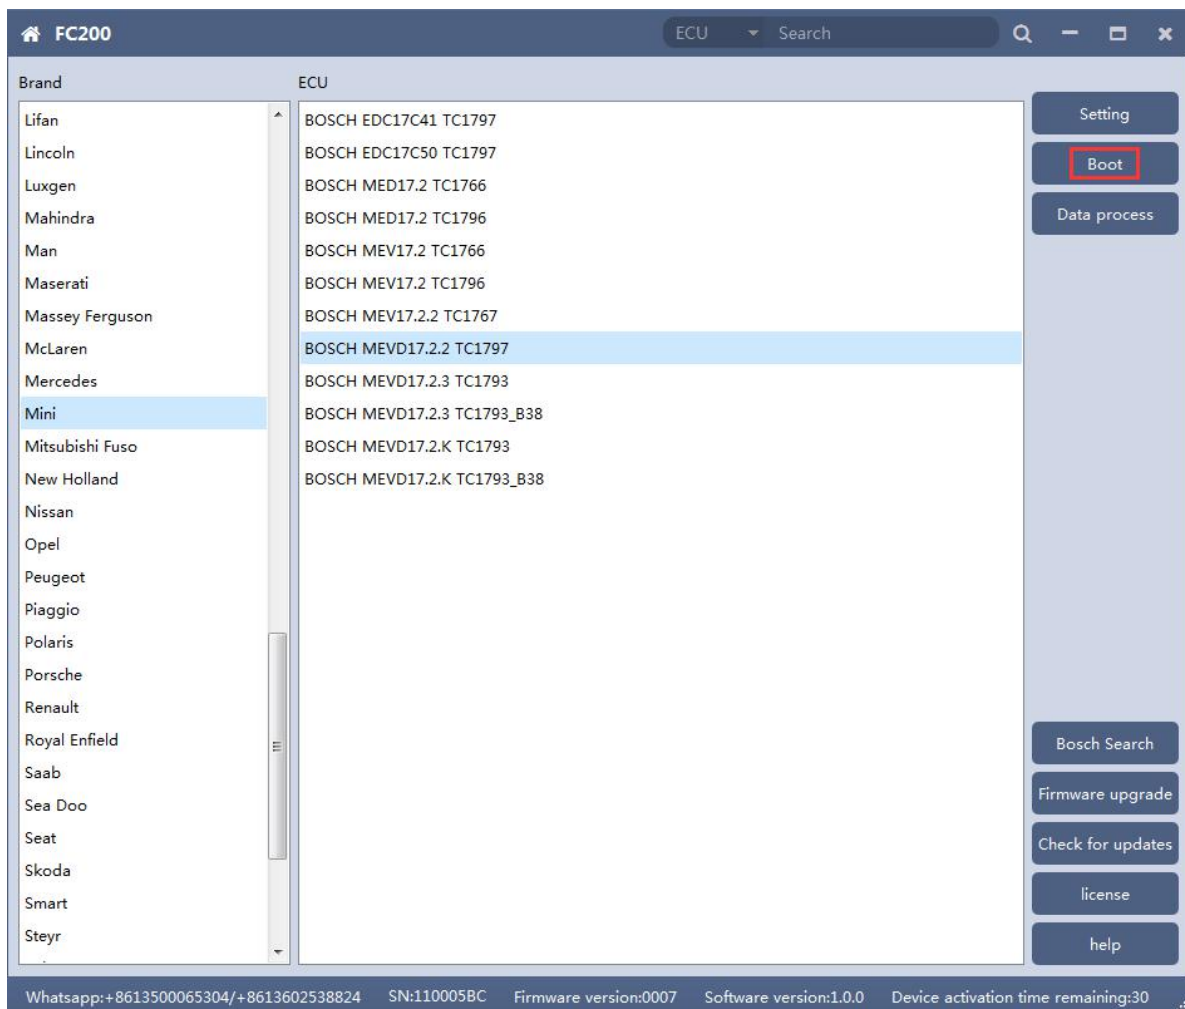 FC200
ECU
Search
Brand
Lifan
Lincoln
Luxgen
Mahindra
Man
Maserati
Massey Ferguson
McLaren
Mercedes
Mini
Mitsubishi Fuso
New Holland
Nissan
Opel
Peugeot
Piaggio
Polaris
Porsche
Renault
Royal Enfield
Saab
Sea Doo
Seat
Skoda
Smart
Steyr
ECU
BOSCH EDC17C41 TC1797
BOSCH EDC17C50 TC1797
BOSCH MED17.2 TC1766
BOSCH MED17.2 TC1796
BOSCH MEV17.2 TC1766
BOSCH MEV17.2 TC1796
BOSCH MEV17.2.2 TC1767
BOSCH MEVD17.2.2 TC1797
BOSCH MEVD17.2.3 TC1793
BOSCH MEVD17.2.3 TC1793_B38
BOSCH MEVD17.2.K TC1793
BOSCH MEVD17.2.K TC1793_B38
Setting
Boot
Data process
Bosch Search
Firmware upgrade
Check for updates
license
help
Whatsapp:+8613500065304/+8613602538824 SN:110005BC Firmware version:0007 Software version:1.0.0 Device activation time remaining:30